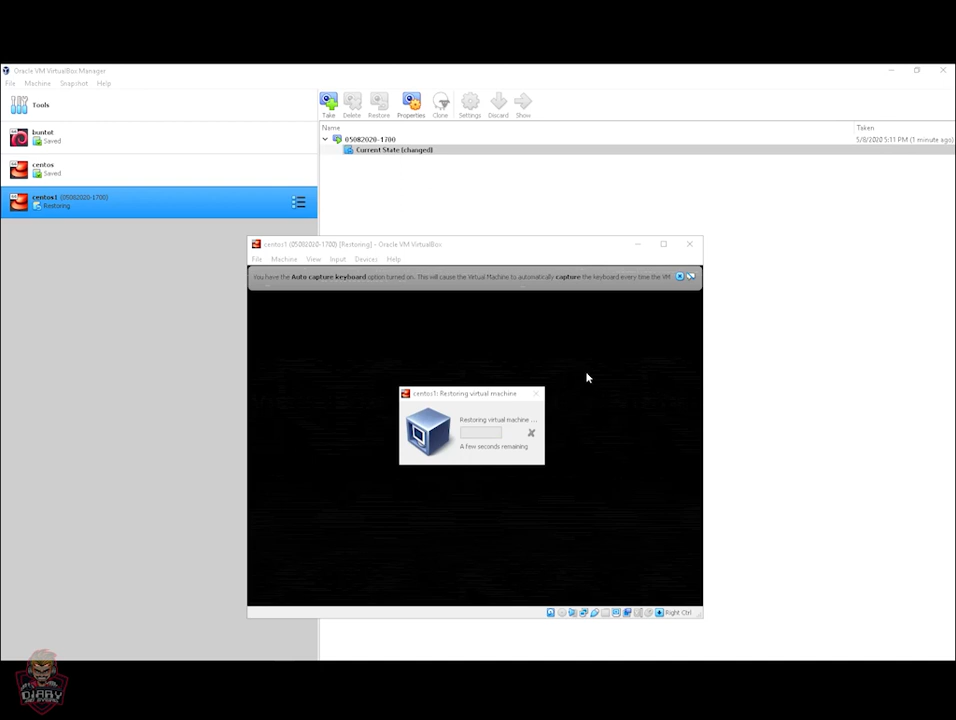 Oracle VM VirtualBox Manager
File Machine Snapshot Help
Tools
Take Delete Restore Properties Clone Settings Discard Show
Name Taken
buntot
Saved
05082020-1700 5/8/2020 5:11 PM (1 minute ago)
Current State (changed)
centos
Saved
centos1 (05082020-1700)
Restoring
centos1 (05082020-1700) [Restoring] - Oracle VM VirtualBox
File Machine View Input Devices Help
You have the Auto capture keyboard option turned on. This will cause the Virtual Machine to automatically capture the keyboard every time the VM
centos1: Restoring virtual machine
Restoring virtual machine ...
A few seconds remaining
Right Ctrl